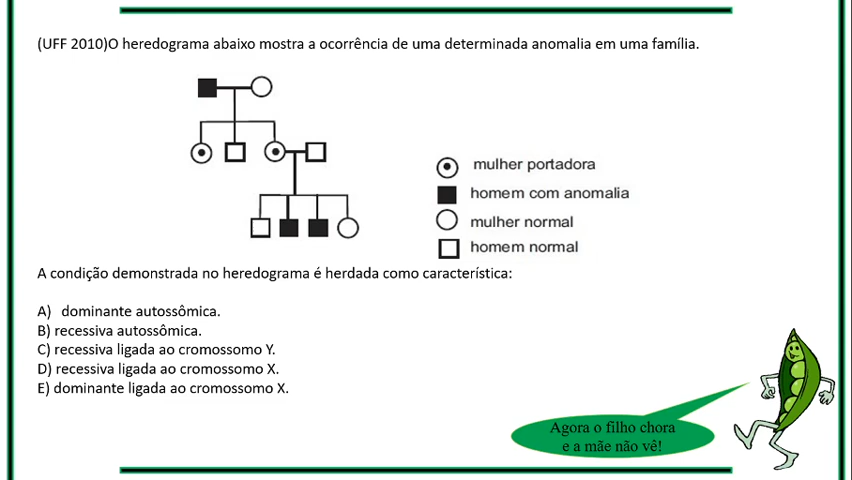 (UFF 2010)O heredograma abaixo mostra a ocorrência de uma determinada anomalia em uma família.
mulher portadora
homem com anomalia
mulher normal
homem normal
A condição demonstrada no heredograma é herdada como característica:
A) dominante autossômica.
B) recessiva autossômica.
C) recessiva ligada ao cromossomo Y.
D) recessiva ligada ao cromossomo X.
E) dominante ligada ao cromossomo X.
Agora o filho chora
e a mãe não vê!